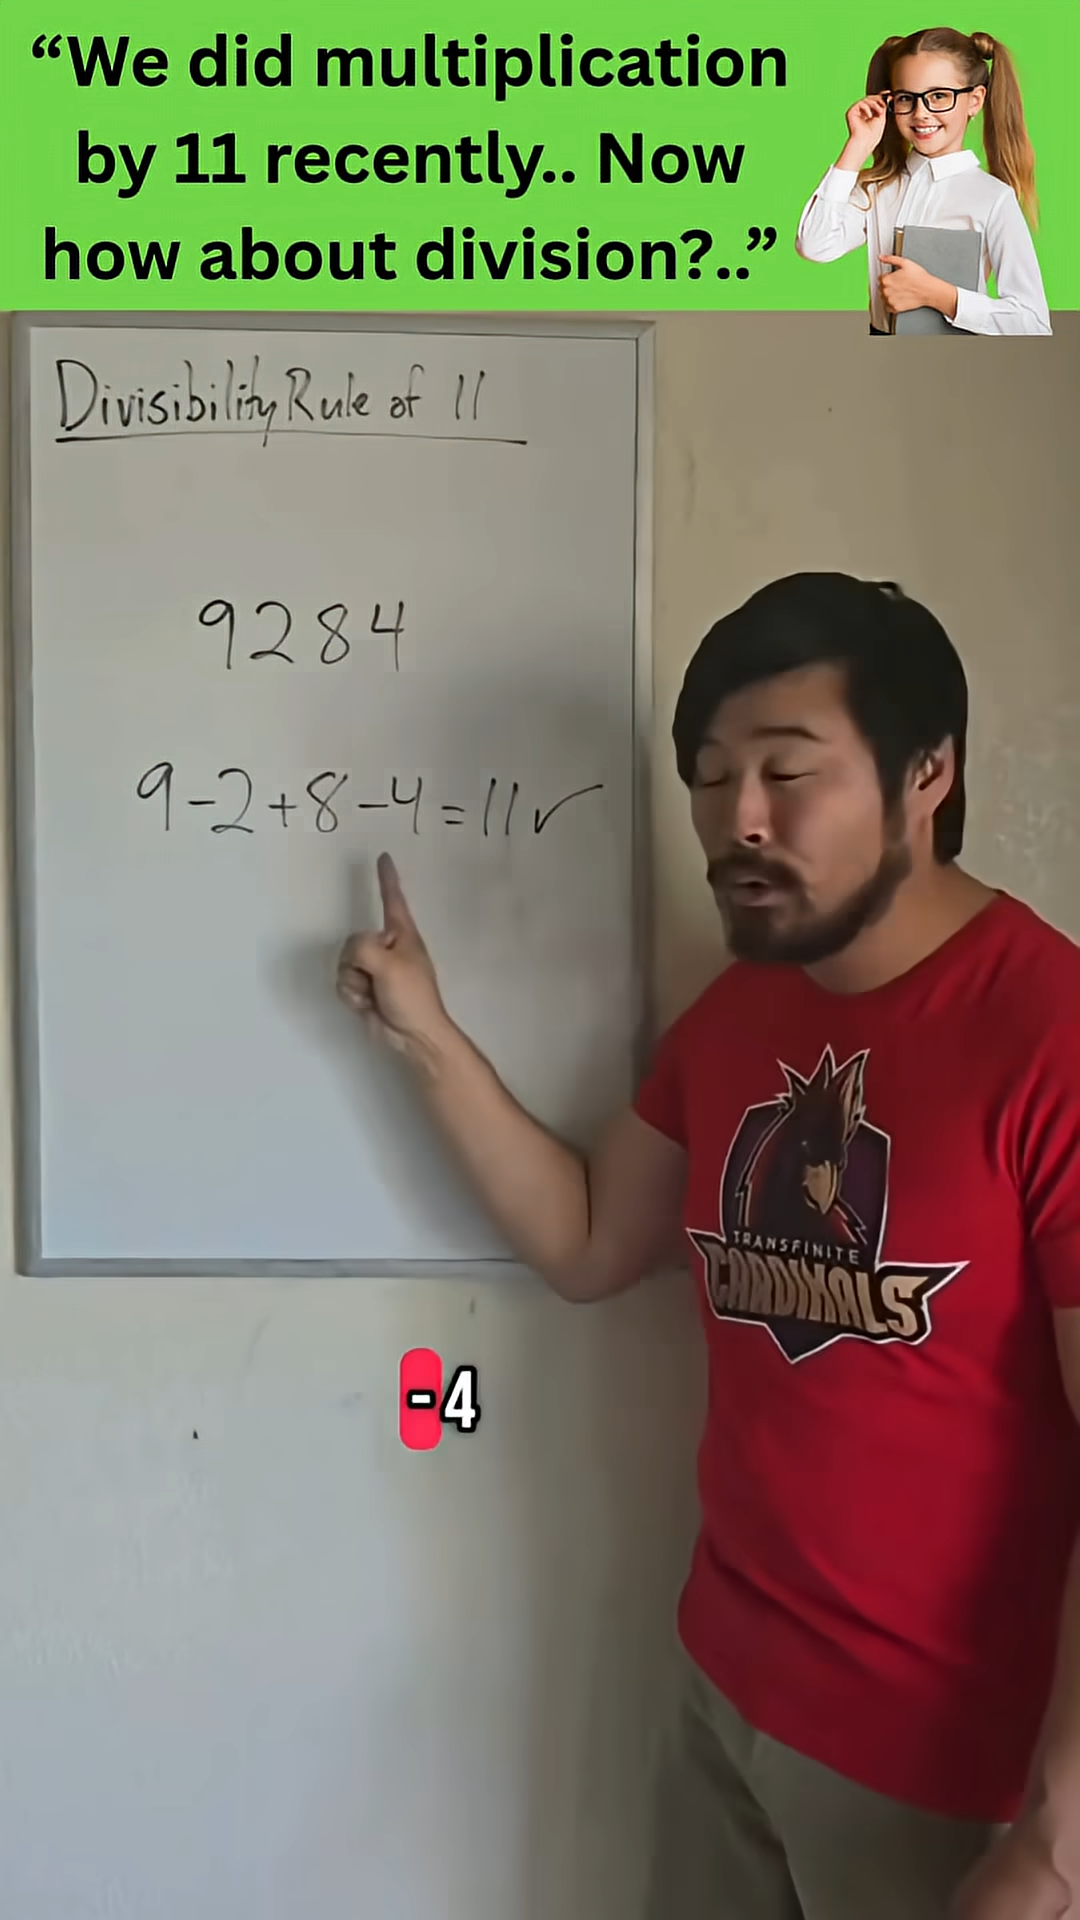 “We did multiplication
by 11 recently.. Now
how about division?..”
Divisibility Rule of 11
9284
9-2+8-4=11✓
TRANSFINITE
CARDINALS
-4